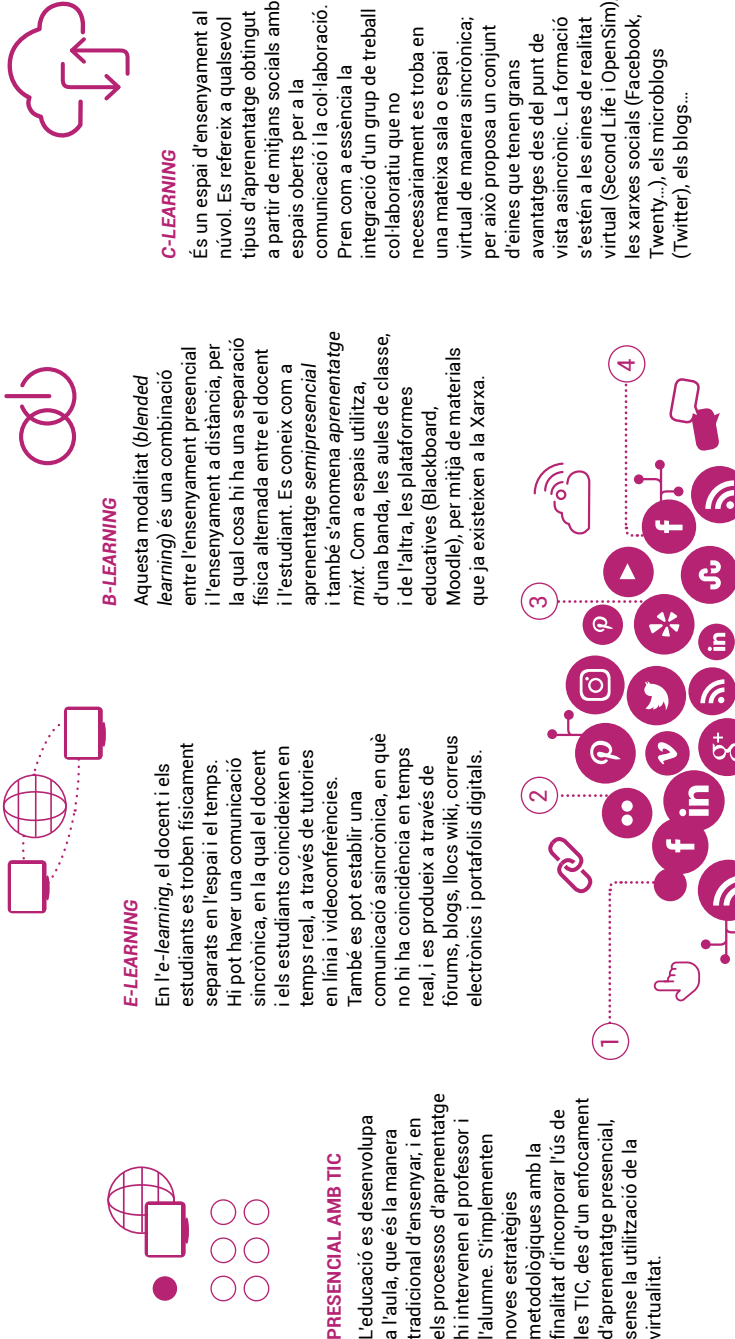 PRESENCIAL AMB TIC
L'educació es desenvolupa
a l'aula, que és la manera
tradicional d'ensenyar, i en
els processos d'aprenentatge
hi intervenen el professor i
l'alumne. S'implementen
noves estratègies
metodològiques amb la
finalitat d'incorporar l'ús de
les TIC, des d'un enfocament
d'aprenentatge presencial,
sense la utilització de la
virtualitat.
E-LEARNING
En l'e-learning, el docent i els
estudiants es troben físicament
separats en l'espai i el temps.
Hi pot haver una comunicació
sincrònica, en la qual el docent
i els estudiants coincideixen en
temps real, a través de tutories
en línia i videoconferències.
També es pot establir una
comunicació asincrònica, en què
no hi ha coincidència en temps
real, i es produeix a través de
fòrums, blogs, llocs wiki, correus
electrònics i portafolis digitals.
B-LEARNING
Aquesta modalitat (blended
learning) és una combinació
entre l'ensenyament presencial
i l'ensenyament a distància, per
la qual cosa hi ha una separació
física alternada entre el docent
i l'estudiant. Es coneix com a
aprenentatge semipresencial
i també s'anomena aprenentatge
mixt. Com a espais utilitza,
d'una banda, les aules de classe,
i de l'altra, les plataformes
educatives (Blackboard,
Moodle), per mitjà de materials
que ja existeixen a la Xarxa.
C-LEARNING
És un espai d'ensenyament al
núvol. Es refereix a qualsevol
tipus d'aprenentatge obtingut
a partir de mitjans socials amb
espais oberts per a la
comunicació i la col·laboració.
Pren com a essència la
integració d'un grup de treball
col·laboratiu que no
necessàriament es troba en
una mateixa sala o espai
virtual de manera sincrònica;
per això proposa un conjunt
d'eines que tenen grans
avantatges des del punt de
vista asincrònic. La formació
s'estén a les eines de realitat
virtual (Second Life i OpenSim),
les xarxes socials (Facebook,
Twenty...), els microblogs
(Twitter), els blogs...
1
2
3
4
f
in
g+
in
f